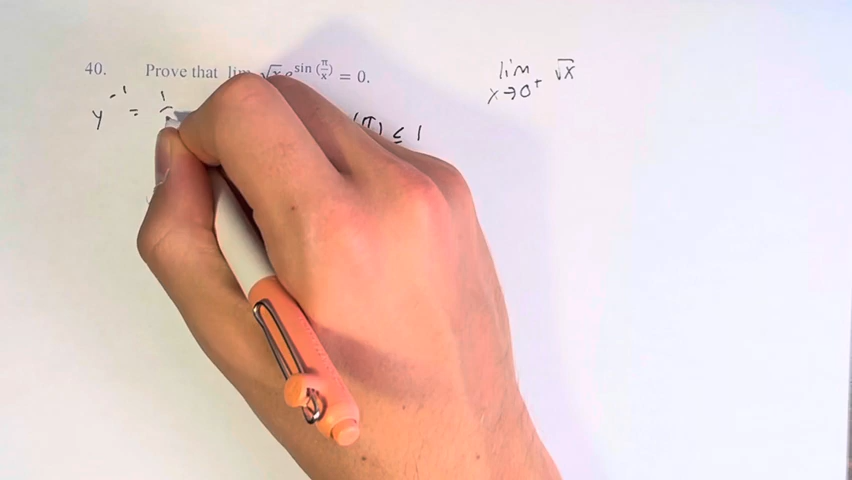 40. Prove that lim √x e^sin (π/x) = 0.
lim √x
x→0⁺
y⁻¹ = 1
(π) ≤ 1